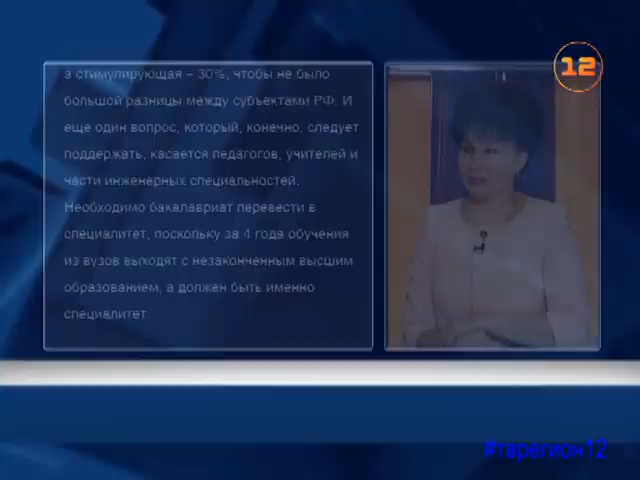 12
а стимулирующая – 30%, чтобы не было
большой разницы между субъектами РФ. И
еще один вопрос, который, конечно, следует
поддержать, касается педагогов, учителей и
части инженерных специальностей.
Необходимо бакалавриат перевести в
специалитет, поскольку за 4 года обучения
из вузов выходят с незаконченным высшим
образованием, а должен быть именно
специалитет.
#тврегион12